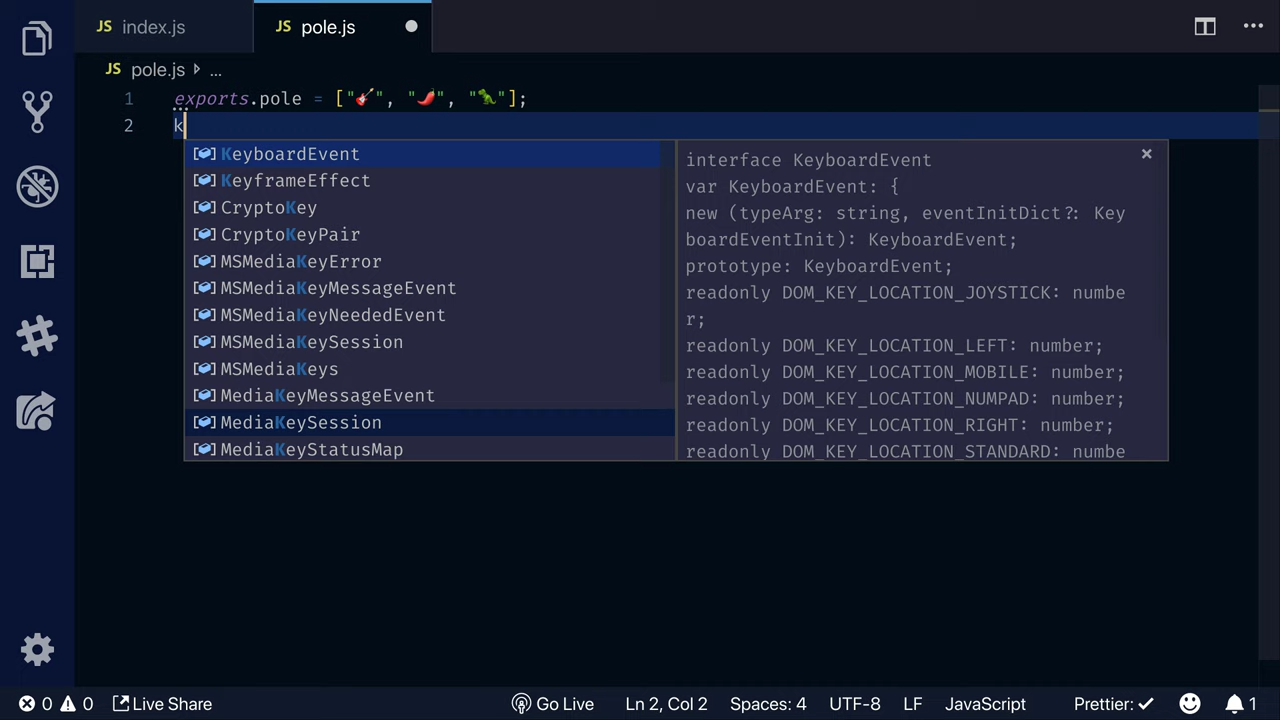 JS index.js
JS pole.js
JS pole.js ...
1 exports.pole = ["🎸", "🌶️", "🦖"];
2 k
KeyboardEvent
KeyframeEffect
CryptoKey
CryptoKeyPair
MSMediaKeyError
MSMediaKeyMessageEvent
MSMediaKeyNeededEvent
MSMediaKeySession
MSMediaKeys
MediaKeyMessageEvent
MediaKeySession
MediaKeyStatusMap
interface KeyboardEvent
var KeyboardEvent: {
new (typeArg: string, eventInitDict?: Key
boardEventInit): KeyboardEvent;
prototype: KeyboardEvent;
readonly DOM_KEY_LOCATION_JOYSTICK: numbe
r;
readonly DOM_KEY_LOCATION_LEFT: number;
readonly DOM_KEY_LOCATION_MOBILE: number;
readonly DOM_KEY_LOCATION_NUMPAD: number;
readonly DOM_KEY_LOCATION_RIGHT: number;
readonly DOM_KEY_LOCATION_STANDARD: numbe
0 0 Live Share Go Live Ln 2, Col 2 Spaces: 4 UTF-8 LF JavaScript Prettier: ✓ 1